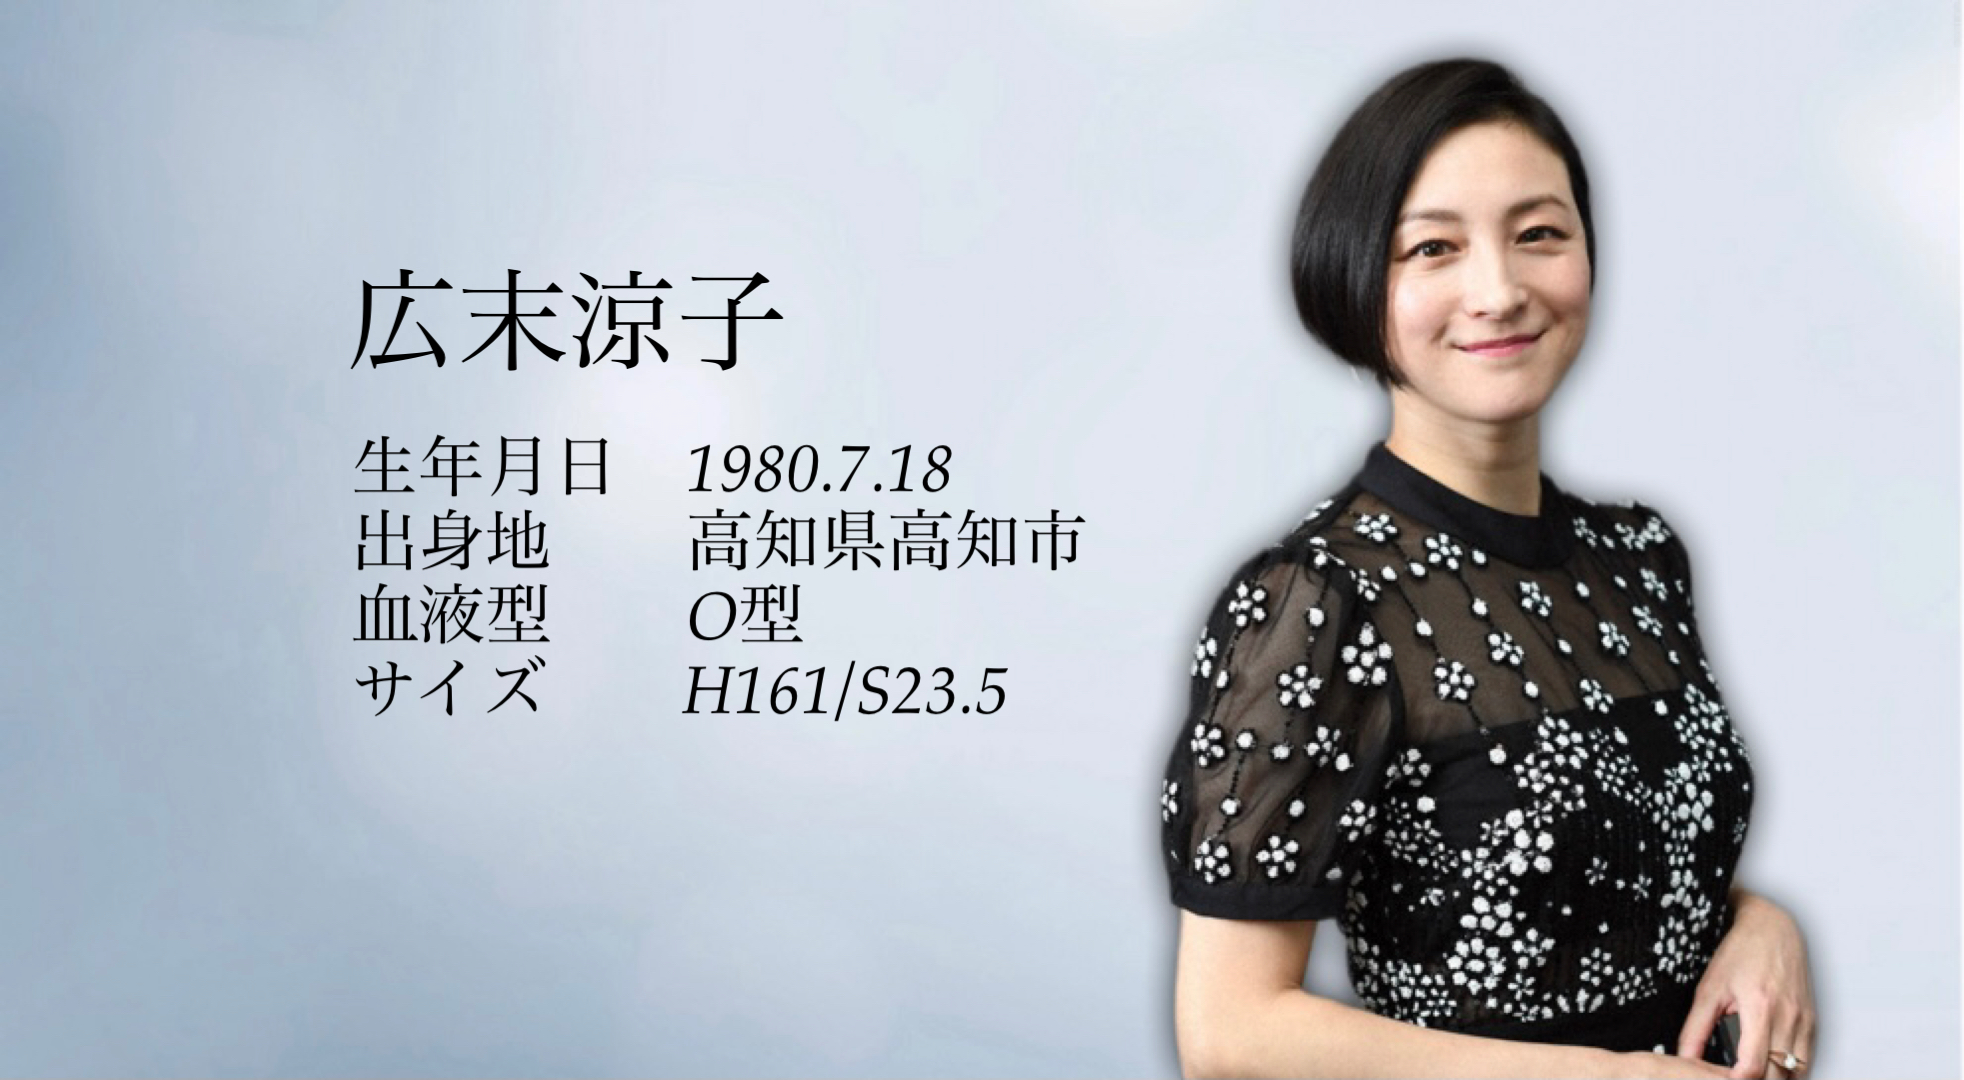 広末涼子
生年月日 1980.7.18
出身地 高知県高知市
血液型 O型
サイズ H161/S23.5